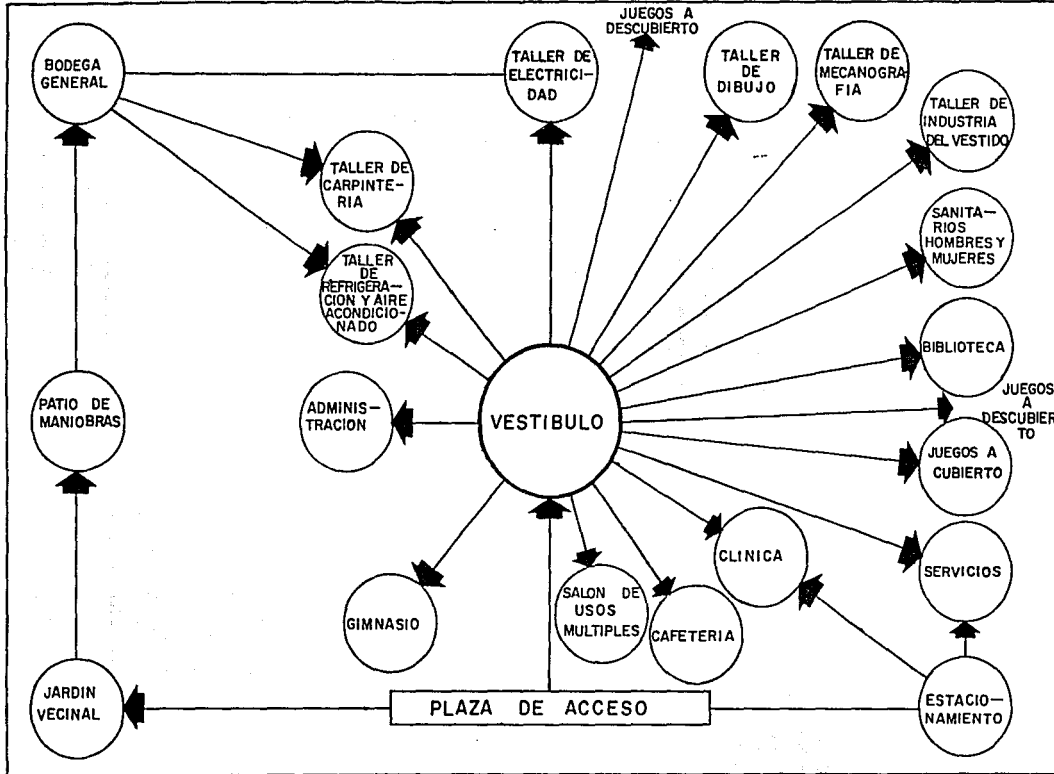 JUEGOS A
DESCUBIERTO
BODEGA
GENERAL
TALLER DE
ELECTRICI-
DAD
TALLER
DE
DIBUJO
TALLER DE
MECANOGRA-
FIA
TALLER DE
INDUSTRIA
DEL VESTIDO
TALLER DE
CARPINTE-
RIA
SANITA-
RIOS
HOMBRES Y
MUJERES
TALLER
DE
REFRIGERA-
CION Y AIRE
ACONDICIO-
NADO
BIBLIOTECA
JUEGOS
A
DESCUBIER
TO
PATIO DE
MANIOBRAS
ADMINIS-
TRACION
VESTIBULO
JUEGOS A
CUBIERTO
CLINICA
SERVICIOS
GIMNASIO
SALON DE
USOS
MULTIPLES
CAFETERIA
JARDIN
VECINAL
PLAZA DE ACCESO
ESTACIO-
NAMIENTO